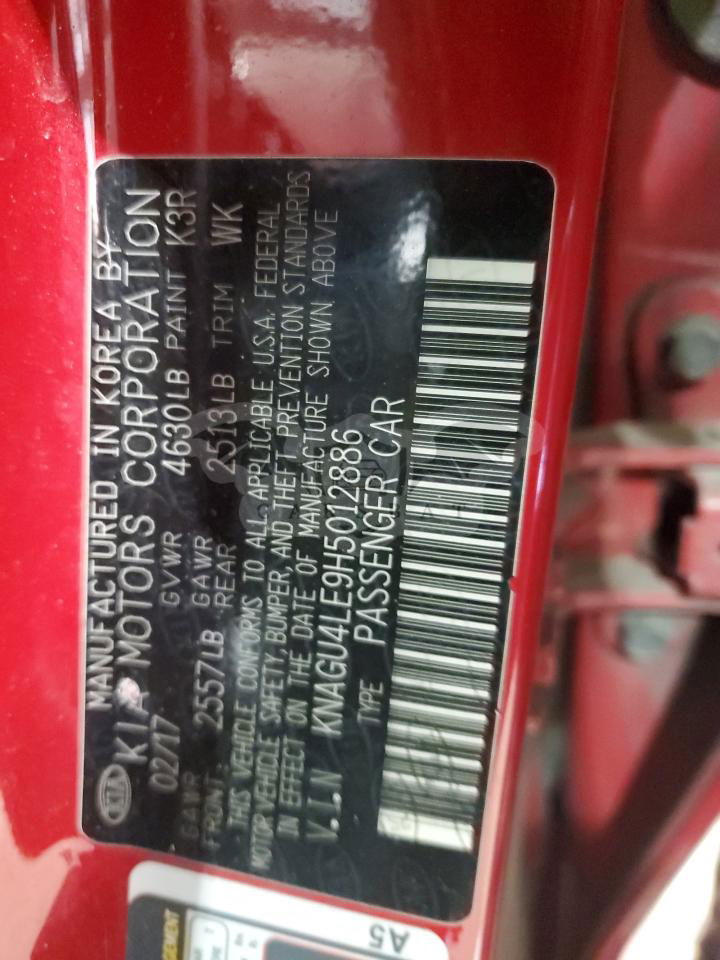 MANUFACTURED IN KOREA BY
KIA MOTORS CORPORATION
KIA
02/17 GVWR 4630LB PAINT K3R
GAWR FRONT: 2557LB GAWR REAR 2513LB TRIM WK
THIS VEHICLE CONFORMS TO ALL APPLICABLE U.S.A. FEDERAL
MOTOR VEHICLE SAFETY, BUMPER, AND THEFT PREVENTION STANDARDS
IN EFFECT ON THE DATE OF MANUFACTURE SHOWN ABOVE
V.I.N KNAGU4LE9H5012886
TYPE PASSENGER CAR
A5